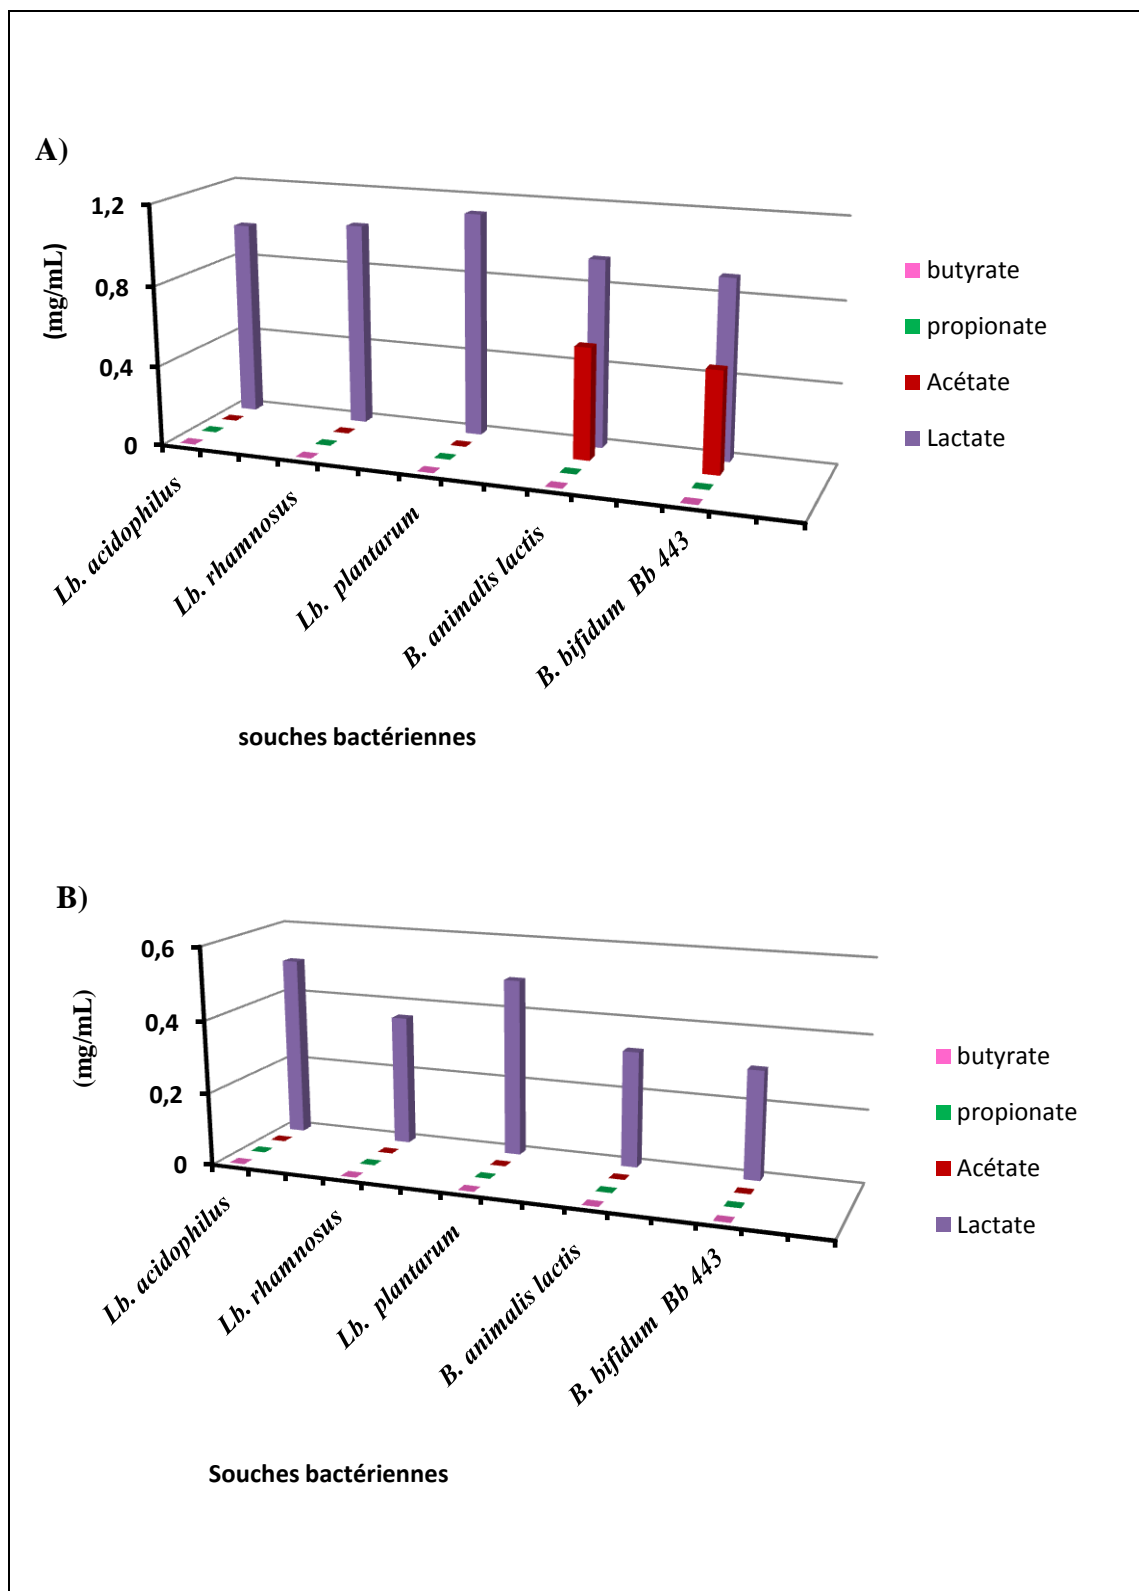 A)
1,2
0,8
0,4
0
(mg/mL)
Lb. acidophilus
Lb. rhamnosus
Lb. plantarum
B. animalis lactis
B. bifidum Bb 443
souches bactériennes
butyrate
propionate
Acétate
Lactate
B)
0,6
0,4
0,2
0
(mg/mL)
Lb. acidophilus
Lb. rhamnosus
Lb. plantarum
B. animalis lactis
B. bifidum Bb 443
Souches bactériennes
butyrate
propionate
Acétate
Lactate